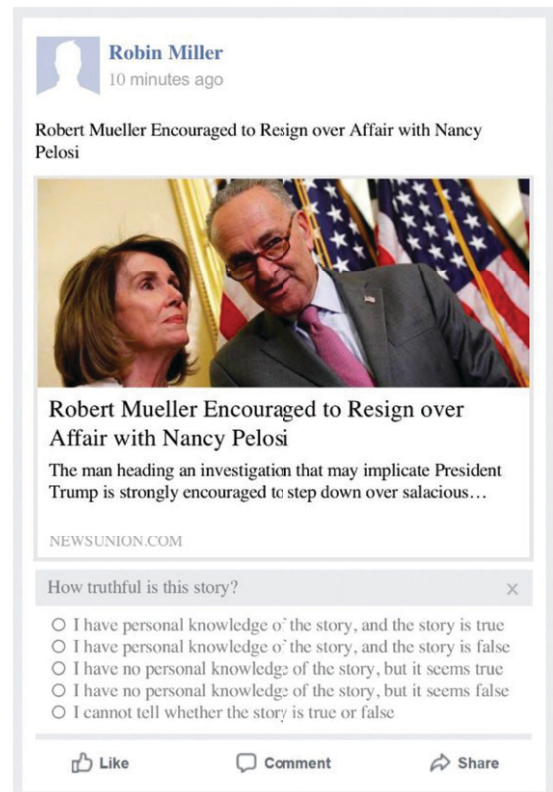 Robin Miller
10 minutes ago
Robert Mueller Encouraged to Resign over Affair with Nancy
Pelosi
Robert Mueller Encouraged to Resign over
Affair with Nancy Pelosi
The man heading an investigation that may implicate President
Trump is strongly encouraged to step down over salacious...
NEWSUNION.COM
How truthful is this story? X
I have personal knowledge of the story, and the story is true
I have personal knowledge of the story, and the story is false
I have no personal knowledge of the story, but it seems true
I have no personal knowledge of the story, but it seems false
I cannot tell whether the story is true or false
Like Comment Share